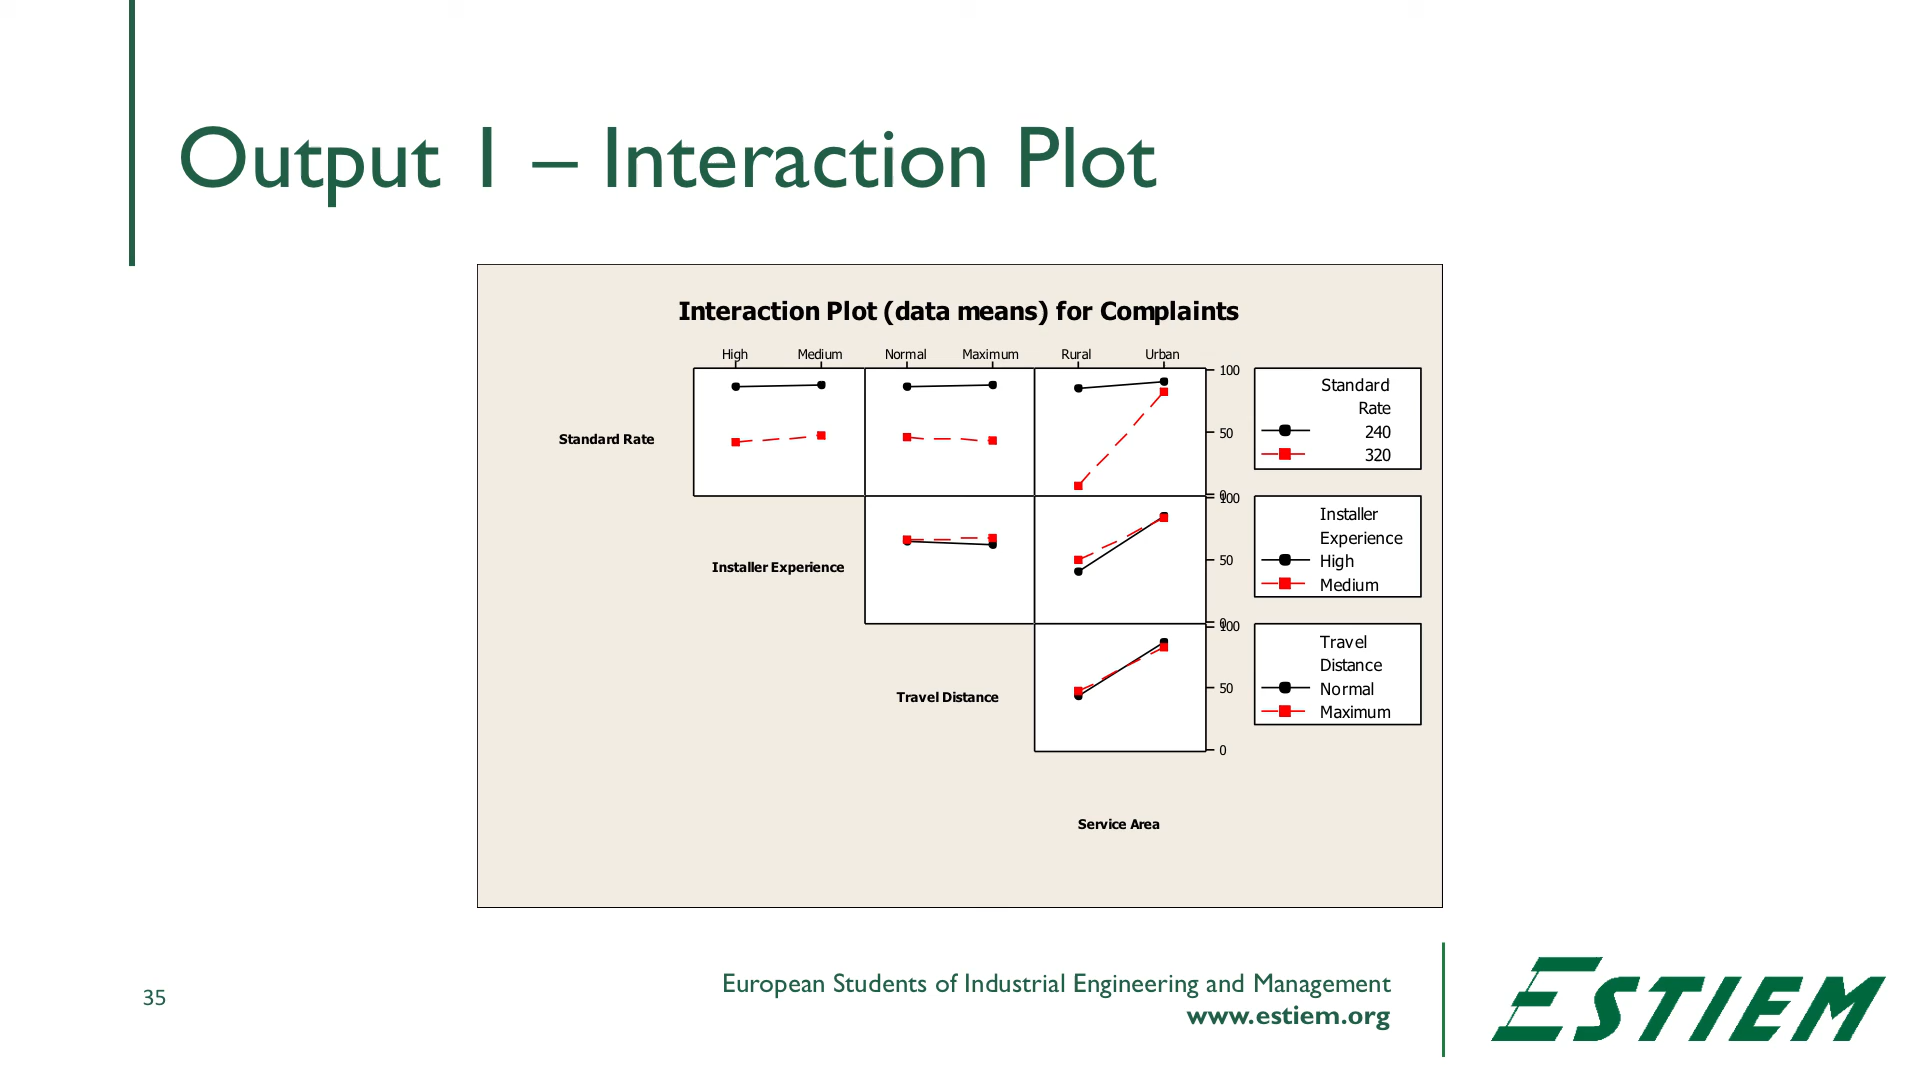 Output 1 – Interaction Plot
Interaction Plot (data means) for Complaints
High Medium Normal Maximum Rural Urban
100
50
0
Standard Rate
Standard
Rate
240
320
100
50
0
Installer Experience
Installer
Experience
High
Medium
100
50
0
Travel Distance
Travel
Distance
Normal
Maximum
Service Area
35
European Students of Industrial Engineering and Management
www.estiem.org
ESTIEM